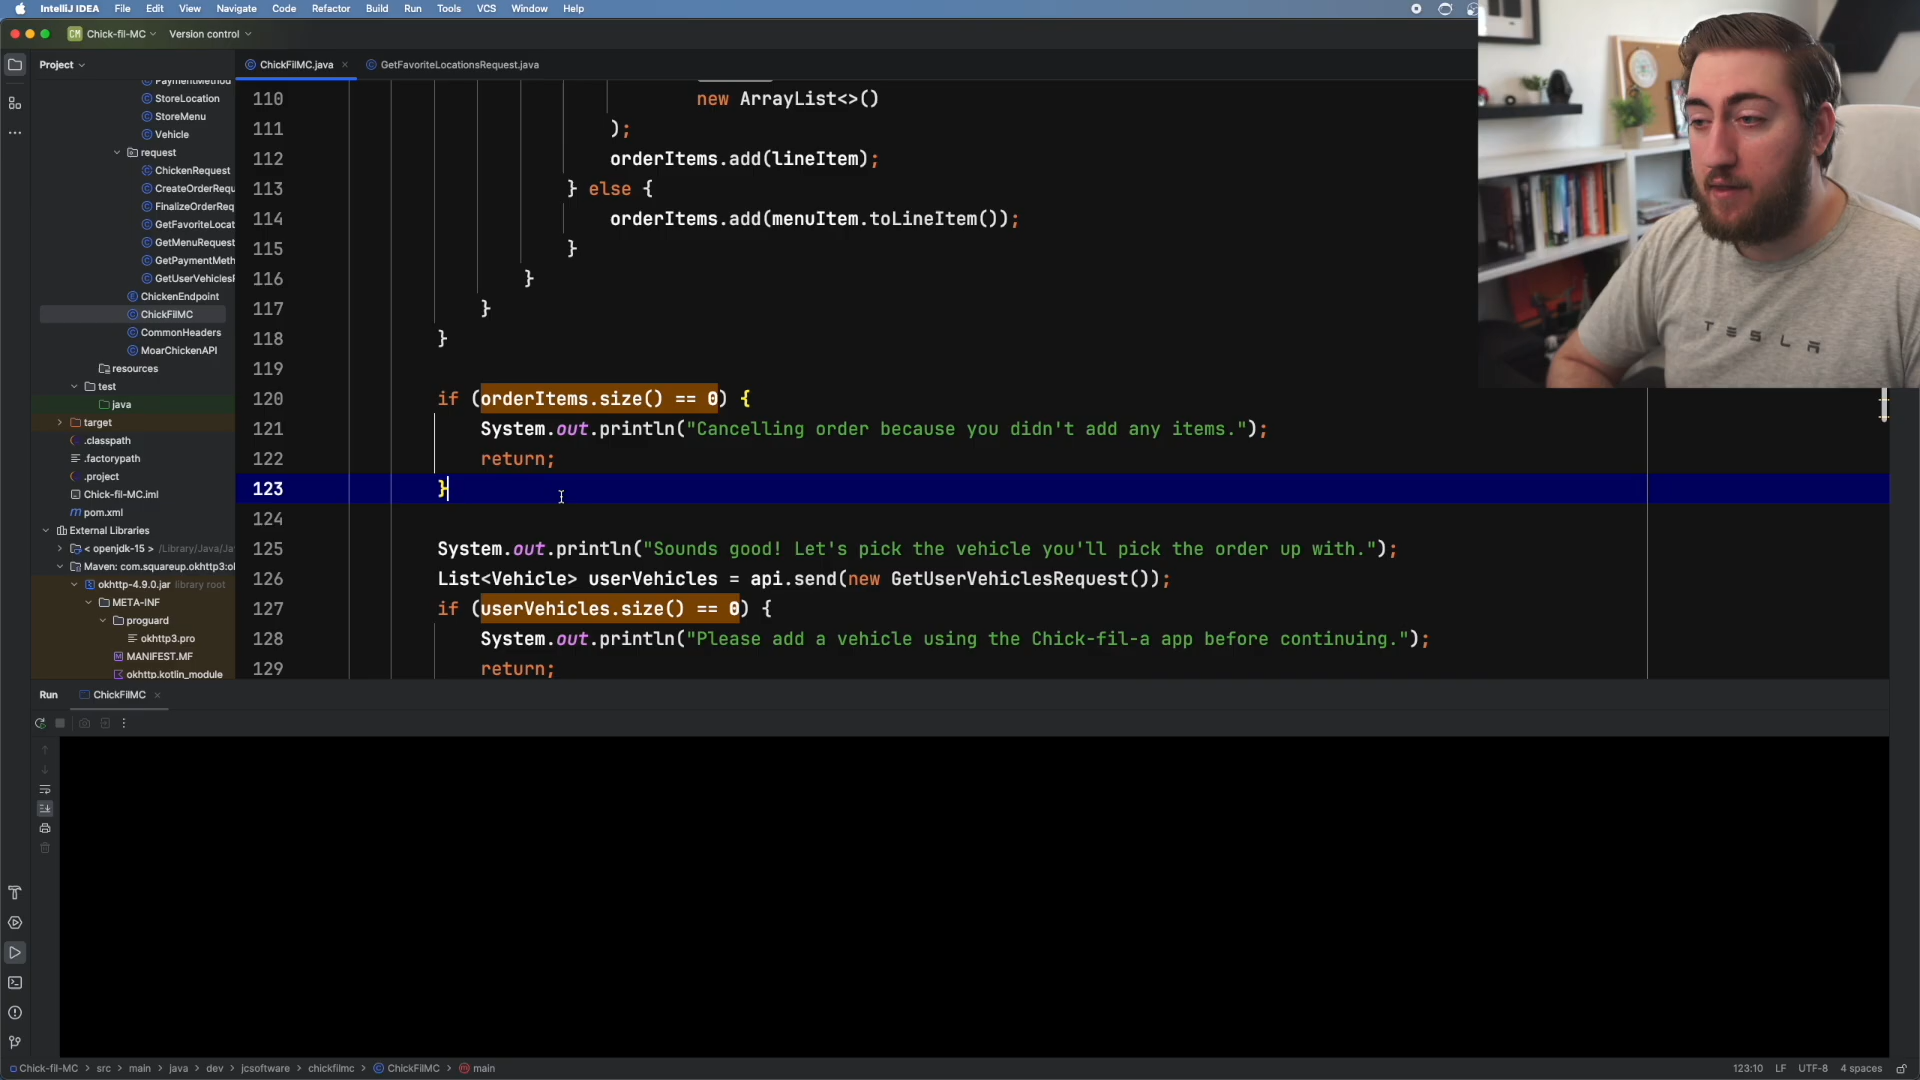 IntelliJ IDEA File Edit View Navigate Code Refactor Build Run Tools VCS Window Help
CM Chick-fil-MC Version control
Project
ChickFilMC.java GetFavoriteLocationsRequest.java
PaymentMethod
StoreLocation
StoreMenu
Vehicle
request
ChickenRequest
CreateOrderRequ
FinalizeOrderReq
GetFavoriteLocat
GetMenuRequest
GetPaymentMeth
GetUserVehiclesF
ChickenEndpoint
ChickFilMC
CommonHeaders
MoarChickenAPI
resources
test
java
target
.classpath
.factorypath
.project
Chick-fil-MC.iml
pom.xml
External Libraries
< openjdk-15 > /Library/Java/Ja
Maven: com.squareup.okhttp3:ol
okhttp-4.9.0.jar library root
META-INF
proguard
okhttp3.pro
MANIFEST.MF
okhttp.kotlin_module
110 new ArrayList<>()
111 );
112 orderItems.add(lineItem);
113 } else {
114 orderItems.add(menuItem.toLineItem());
115 }
116 }
117 }
118 }
119
120 if (orderItems.size() == 0) {
121 System.out.println("Cancelling order because you didn't add any items.");
122 return;
123 }
124
125 System.out.println("Sounds good! Let's pick the vehicle you'll pick the order up with.");
126 List<Vehicle> userVehicles = api.send(new GetUserVehiclesRequest());
127 if (userVehicles.size() == 0) {
128 System.out.println("Please add a vehicle using the Chick-fil-a app before continuing.");
129 return;
TESLA
Run ChickFilMC
Chick-fil-MC > src > main > java > dev > jcsoftware > chickfilmc > ChickFilMC > main
123:10 LF UTF-8 4 spaces